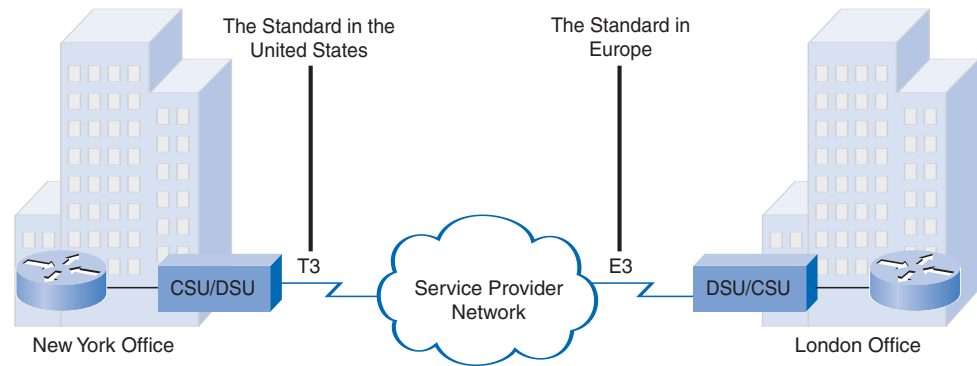 The Standard in the
United States
The Standard in
Europe
T3
E3
CSU/DSU
Service Provider
Network
DSU/CSU
New York Office
London Office